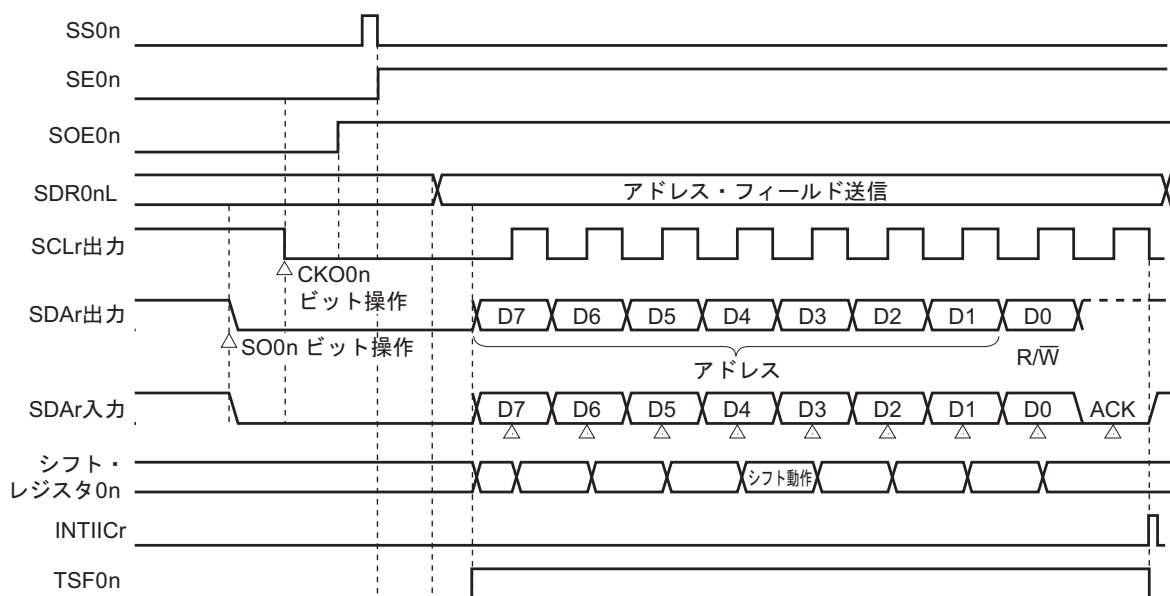 SS0n
SE0n
SOE0n
SDR0nL
アドレス・フィールド送信
SCLr出力
CKO0n
ビット操作
SDAr出力
D7 D6 D5 D4 D3 D2 D1 D0
SO0n ビット操作
アドレス
R/W
SDAr入力
D7 D6 D5 D4 D3 D2 D1 D0 ACK
シフト・
レジスタ0n
シフト動作
INTIICr
TSF0n